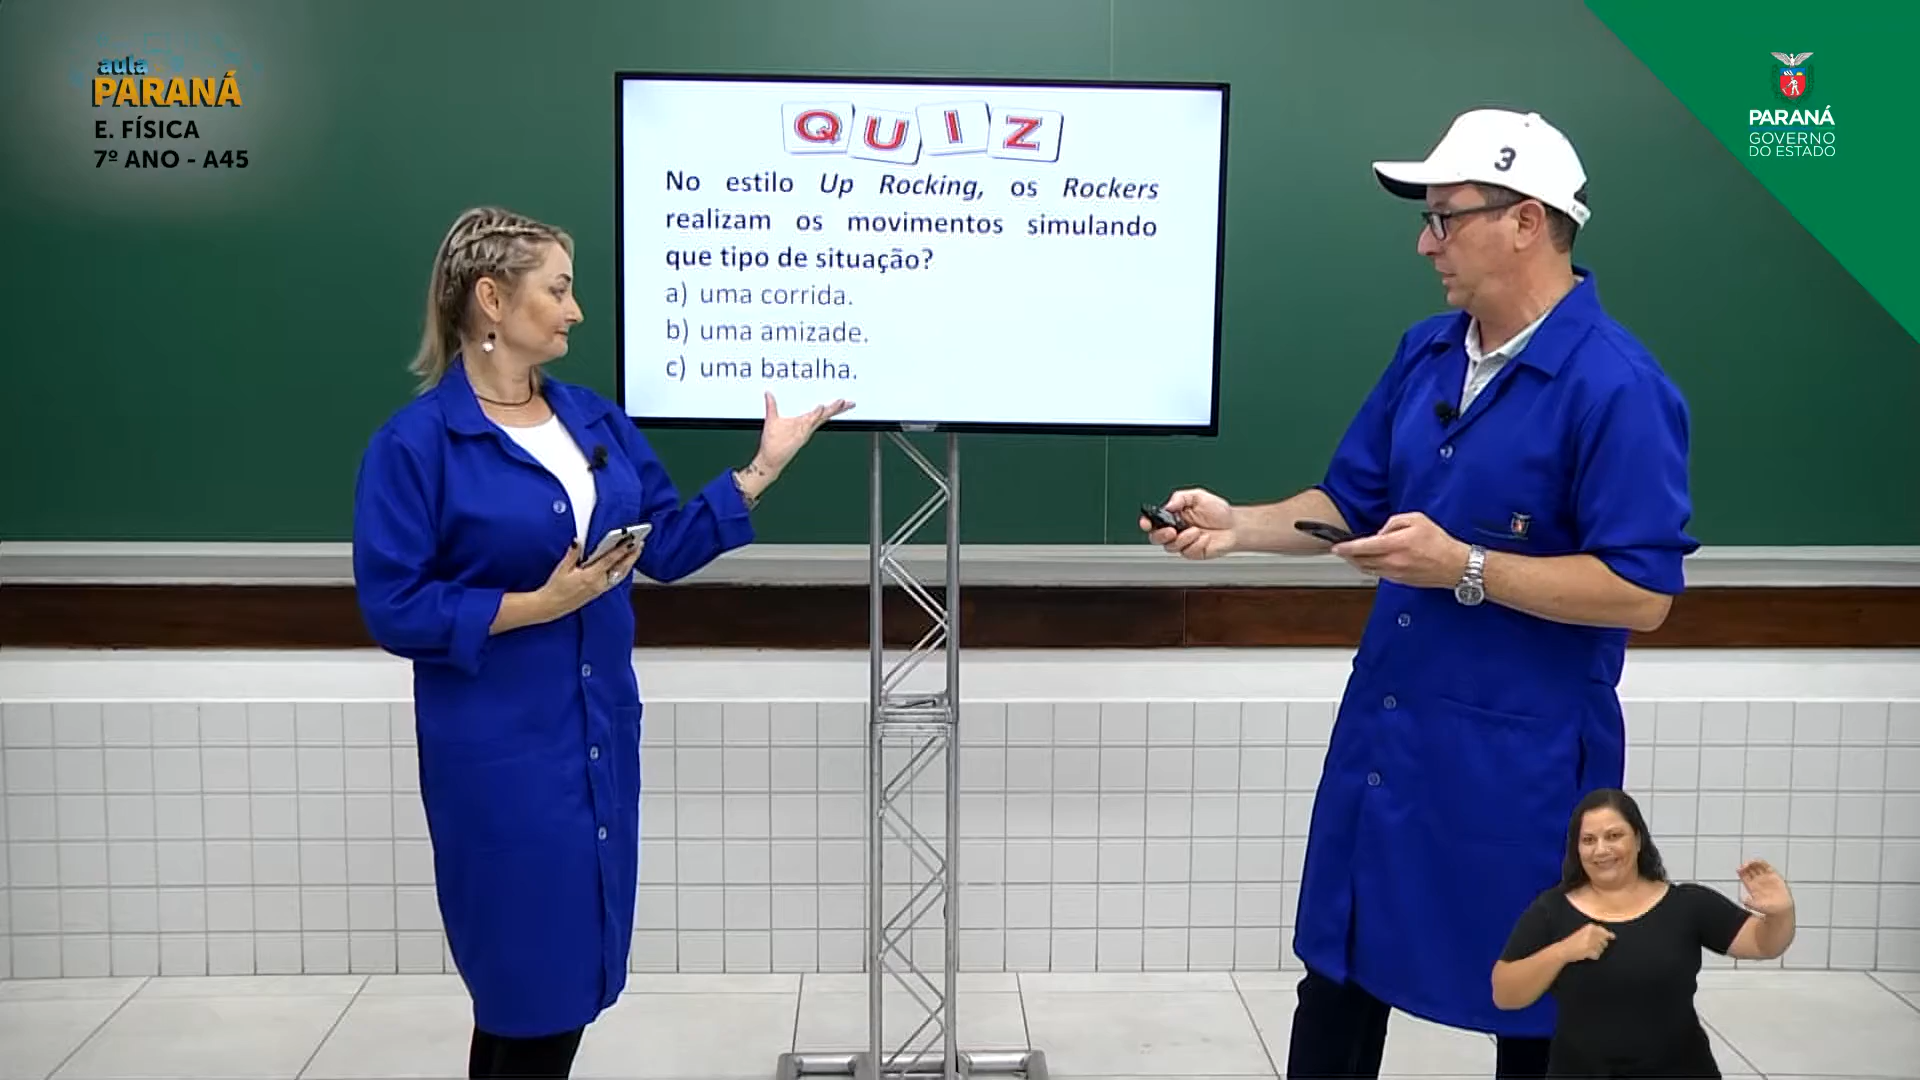 aula
PARANÁ
E. FÍSICA
7º ANO - A45
QUIZ
No estilo Up Rocking, os Rockers
realizam os movimentos simulando
que tipo de situação?
a) uma corrida.
b) uma amizade.
c) uma batalha.
3
PARANÁ
GOVERNO
DO ESTADO